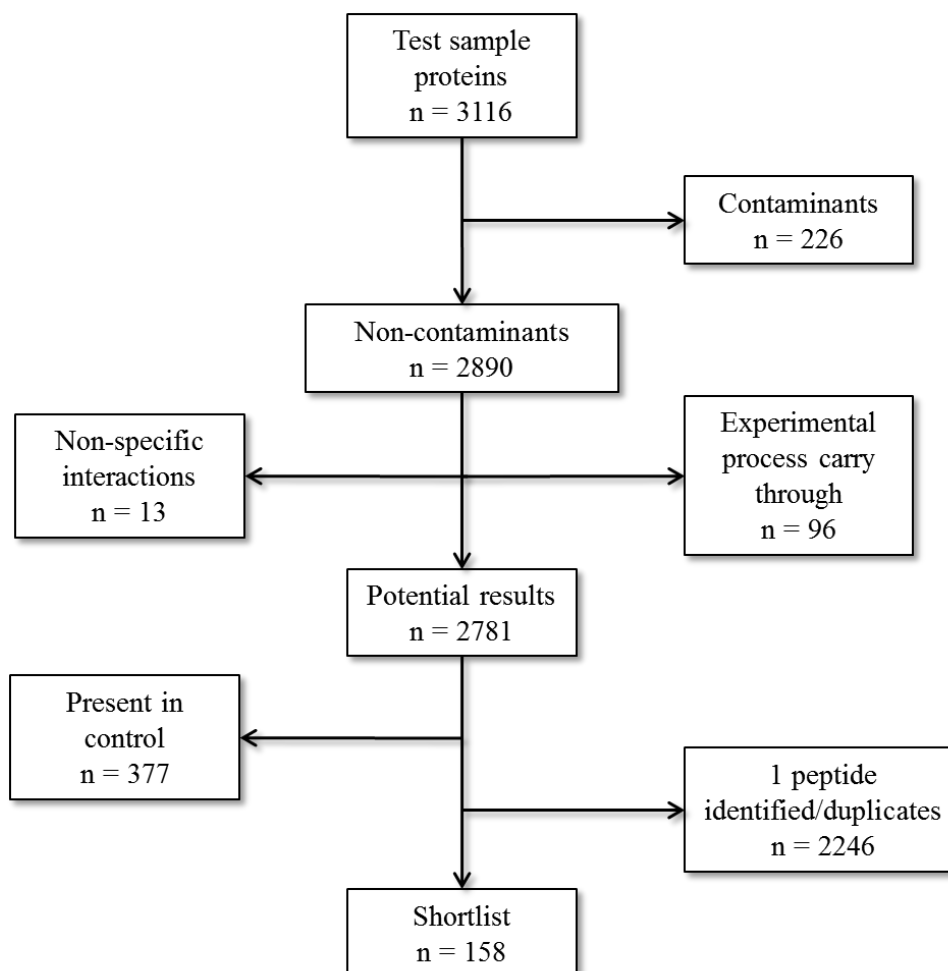 Test sample
proteins
n = 3116
Contaminants
n = 226
Non-contaminants
n = 2890
Non-specific
interactions
n = 13
Experimental
process carry
through
n = 96
Potential results
n = 2781
Present in
control
n = 377
1 peptide
identified/duplicates
n = 2246
Shortlist
n = 158